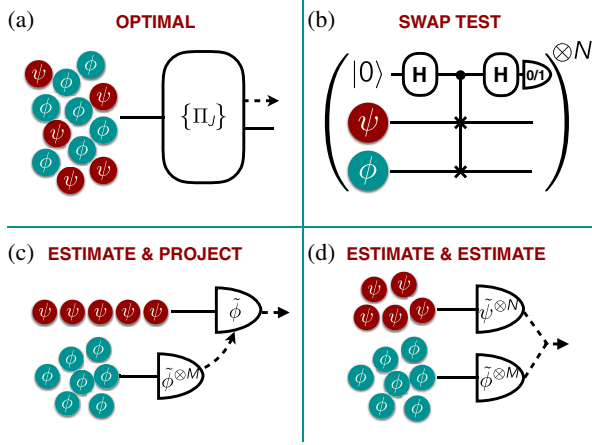 (a) OPTIMAL
ψ φ φ ψ φ φ ψ φ φ φ ψ ψ
{Π_J}
(b) SWAP TEST
|0⟩ H H 0/1 ⊗N
ψ
φ
(c) ESTIMATE & PROJECT
ψ ψ ψ ψ ψ φ̃
φ φ φ φ φ φ φ φ̃^⊗M
(d) ESTIMATE & ESTIMATE
ψ ψ ψ ψ ψ ψ̃^⊗N
φ φ φ φ φ φ φ φ̃^⊗M